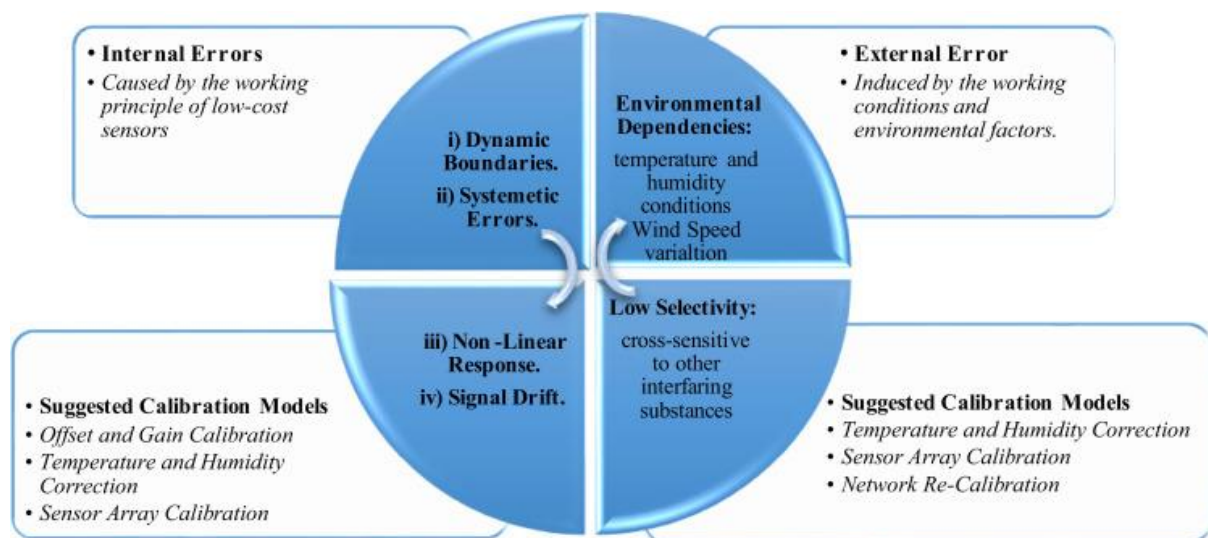 • Internal Errors
• Caused by the working
principle of low-cost
sensors
i) Dynamic
Boundaries.
ii) Systemetic
Errors.
Environmental
Dependencies:
temperature and
humidity
conditions
Wind Speed
varialtion
• External Error
• Induced by the working
conditions and
environmental factors.
• Suggested Calibration Models
• Offset and Gain Calibration
• Temperature and Humidity
Correction
• Sensor Array Calibration
iii) Non -Linear
Response.
iv) Signal Drift.
Low Selectivity:
cross-sensitive
to other
interfaring
substances
• Suggested Calibration Models
• Temperature and Humidity Correction
• Sensor Array Calibration
• Network Re-Calibration